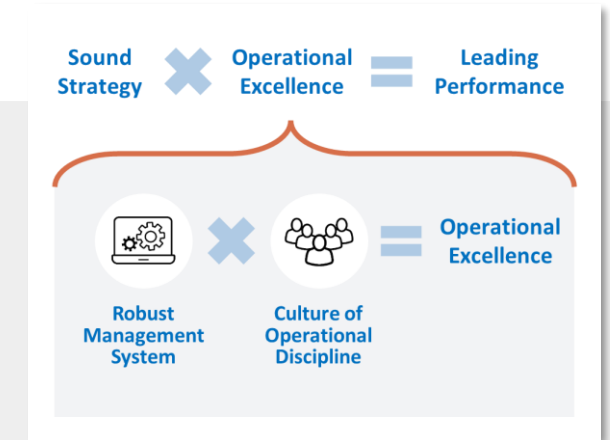 Sound Strategy × Operational Excellence = Leading Performance
Robust Management System × Culture of Operational Discipline = Operational Excellence